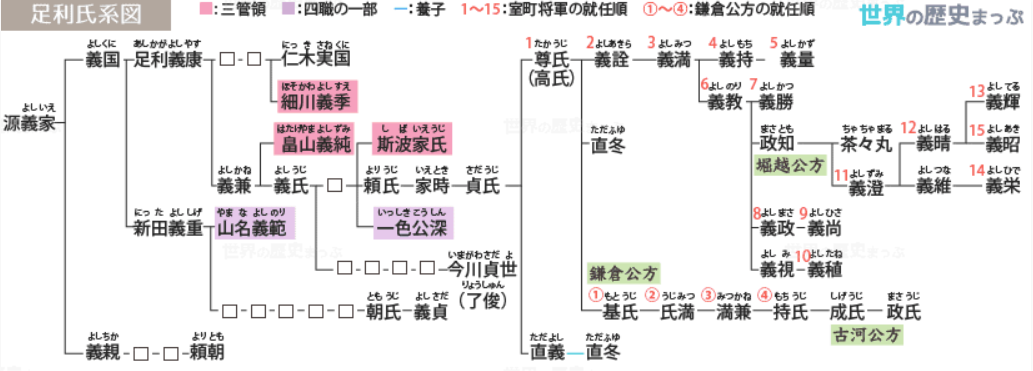 足利氏系図
■:三管領 ■:四職の一部 ―:養子 1〜15:室町将軍の就任順 ①〜④:鎌倉公方の就任順
世界の歴史まっぷ
よしいえ
源義家
よしくに
義国
あしかがよしやす
足利義康
にっき さねくに
仁木実国
ほそかわよしすえ
細川義季
はたけやまよしずみ
畠山義純
しば いえうじ
斯波家氏
よしかね
義兼
よしうじ
義氏
よりうじ
頼氏
いえとき
家時
さだうじ
貞氏
いっしきこうしん
一色公深
にった よししげ
新田義重
やまな よしのり
山名義範
いまがわさだよ
今川貞世
りょうしゅん
(了俊)
ともうじ
朝氏
よしさだ
義貞
よしちか
義親
よりとも
頼朝
1 たかうじ
尊氏
(高氏)
2 よしあきら
義詮
3 よしみつ
義満
4 よしもち
義持
5 よしかず
義量
6 よしのり
義教
7 よしかつ
義勝
ただふゆ
直冬
まさとも
政知
堀越公方
ちゃちゃまる
茶々丸
11 よしずみ
義澄
12 よしはる
義晴
13 よしてる
義輝
15 よしあき
義昭
よしつな
義維
14 よしひで
義栄
8 よしまさ
義政
9 よしひさ
義尚
よしみ
義視
10 よしたね
義稙
鎌倉公方
① もとうじ
基氏
② うじみつ
氏満
③ みつかね
満兼
④ もちうじ
持氏
しげうじ
成氏
まさうじ
政氏
古河公方
ただよし
直義
ただふゆ
直冬